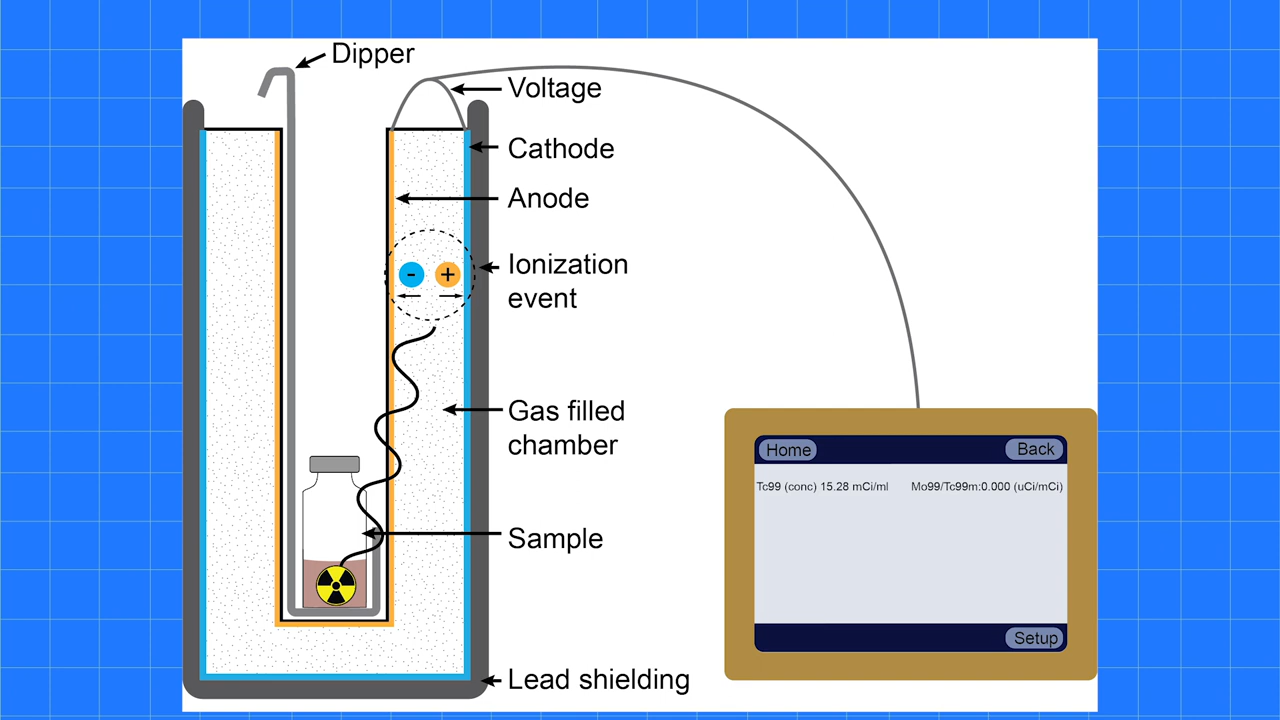 Dipper
Voltage
Cathode
Anode
Ionization
event
- +
Gas filled
chamber
Home Back
Tc99 (conc) 15.28 mCi/ml Mo99/Tc99m:0.000 (uCi/mCi)
Sample
Setup
Lead shielding